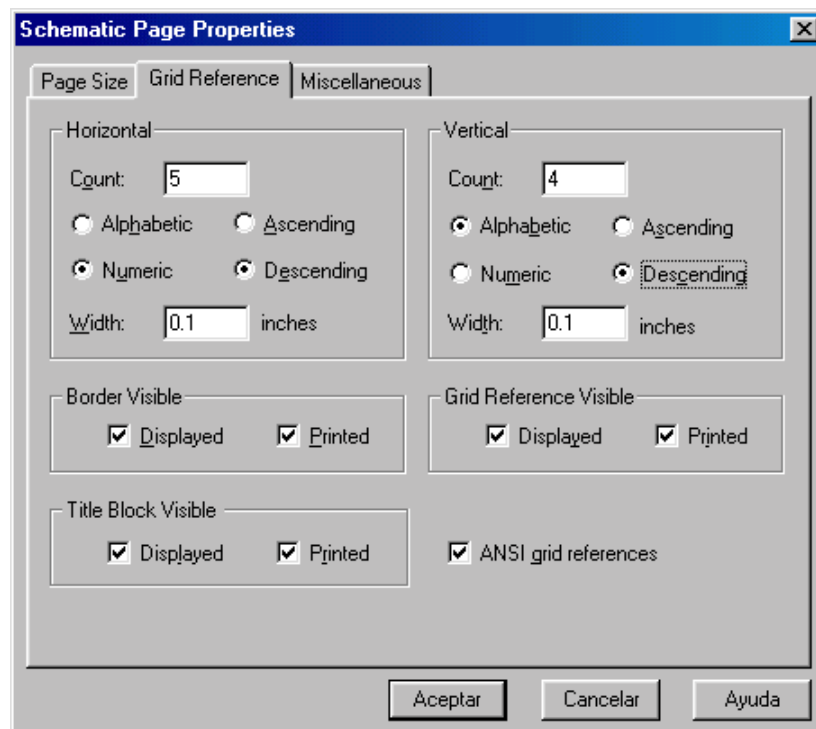 Schematic Page Properties
Page Size Grid Reference Miscellaneous
Horizontal
Count: 5
Alphabetic Ascending
Numeric Descending
Width: 0.1 inches
Vertical
Count: 4
Alphabetic Ascending
Numeric Descending
Width: 0.1 inches
Border Visible
Displayed Printed
Grid Reference Visible
Displayed Printed
Title Block Visible
Displayed Printed
ANSI grid references
Aceptar Cancelar Ayuda